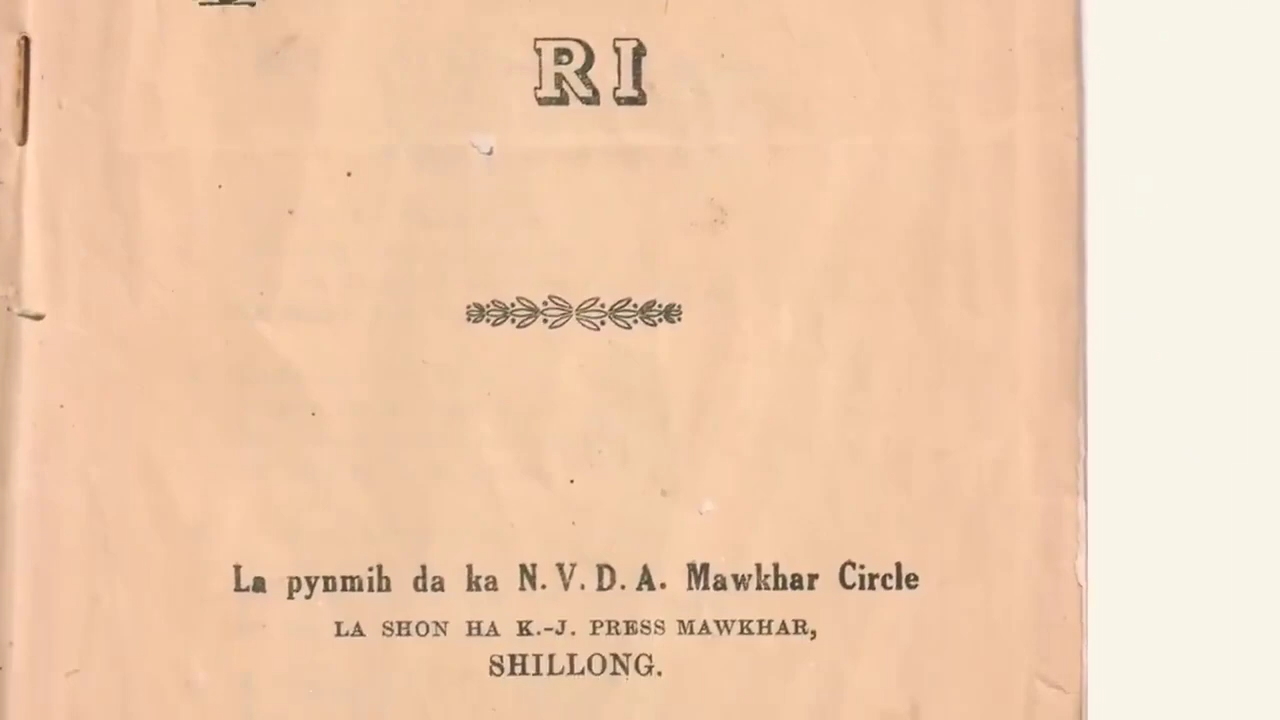 RI
La pynmih da ka N. V. D. A. Mawkhar Circle
LA SHON HA K.-J. PRESS MAWKHAR,
SHILLONG.